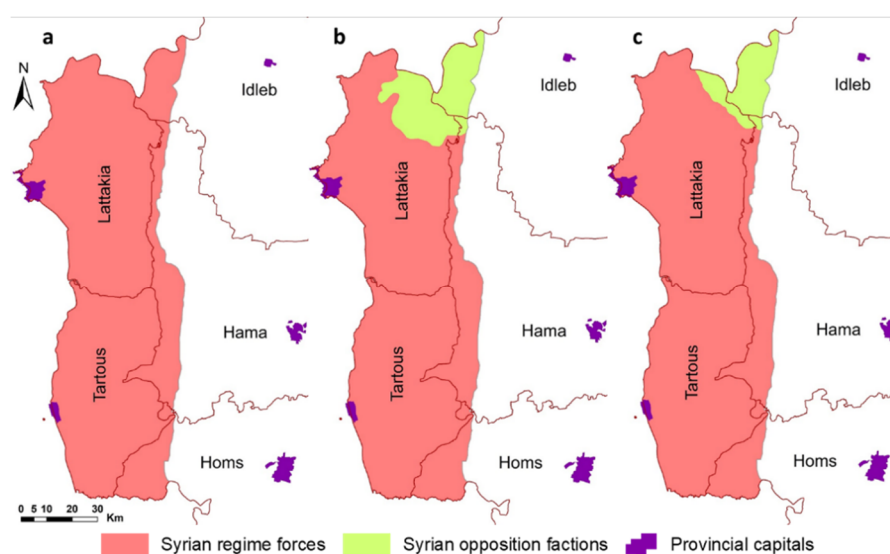 a
N
Idleb
Lattakia
Hama
Tartous
Homs
0 5 10 20 30
Km
b
Idleb
Lattakia
Hama
Tartous
Homs
c
Idleb
Lattakia
Hama
Tartous
Homs
Syrian regime forces Syrian opposition factions Provincial capitals